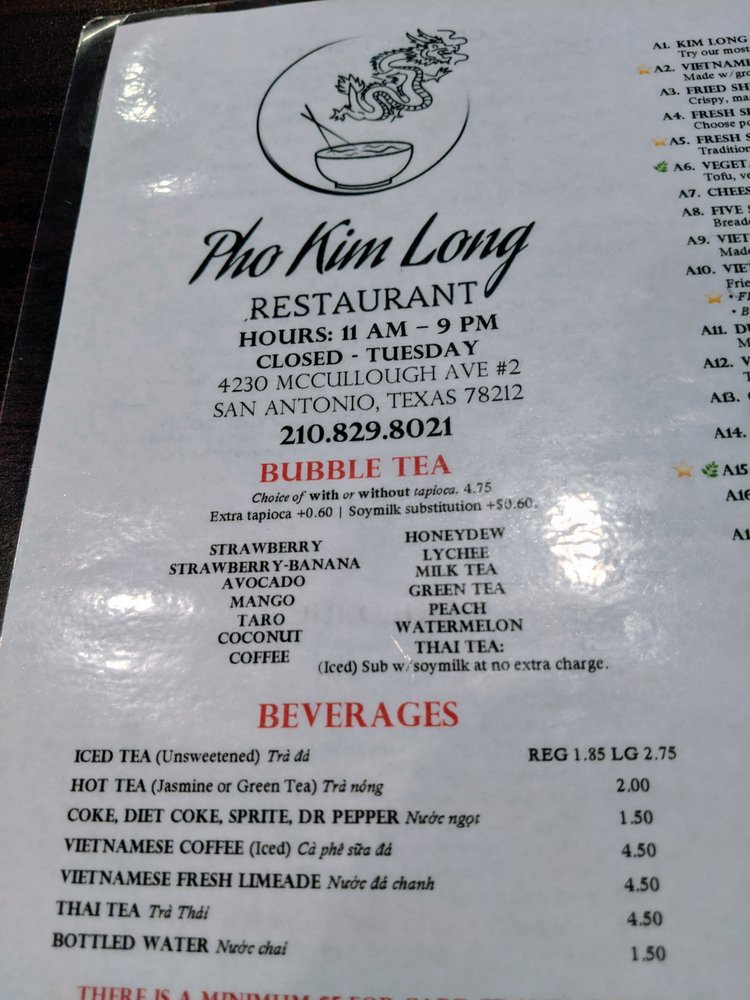 Pho Kim Long
RESTAURANT
HOURS: 11 AM – 9 PM
CLOSED - TUESDAY
4230 MCCULLOUGH AVE #2
SAN ANTONIO, TEXAS 78212
210.829.8021
BUBBLE TEA
Choice of with or without tapioca. 4.75
Extra tapioca +0.60 | Soymilk substitution +$0.60.
STRAWBERRY
STRAWBERRY-BANANA
AVOCADO
MANGO
TARO
COCONUT
COFFEE
HONEYDEW
LYCHEE
MILK TEA
GREEN TEA
PEACH
WATERMELON
THAI TEA:
(Iced) Sub w/soymilk at no extra charge.
BEVERAGES
ICED TEA (Unsweetened) Trà đá REG 1.85 LG 2.75
HOT TEA (Jasmine or Green Tea) Trà nóng 2.00
COKE, DIET COKE, SPRITE, DR PEPPER Nước ngọt 1.50
VIETNAMESE COFFEE (Iced) Cà phê sữa đá 4.50
VIETNAMESE FRESH LIMEADE Nước đá chanh 4.50
THAI TEA Trà Thái 4.50
BOTTLED WATER Nước chai 1.50
THERE IS A MINIMUM $5 FOR CARD
A1. KIM LONG
Try our most
A2.
Made w/
A3. FRIED
Crispy,
A4. FRESH
Choose
A5. FRESH
A6.
Tofu,
A7.
A8. FIVE
A9.
A10.
A11.
A12.
A13.
A14.
A15